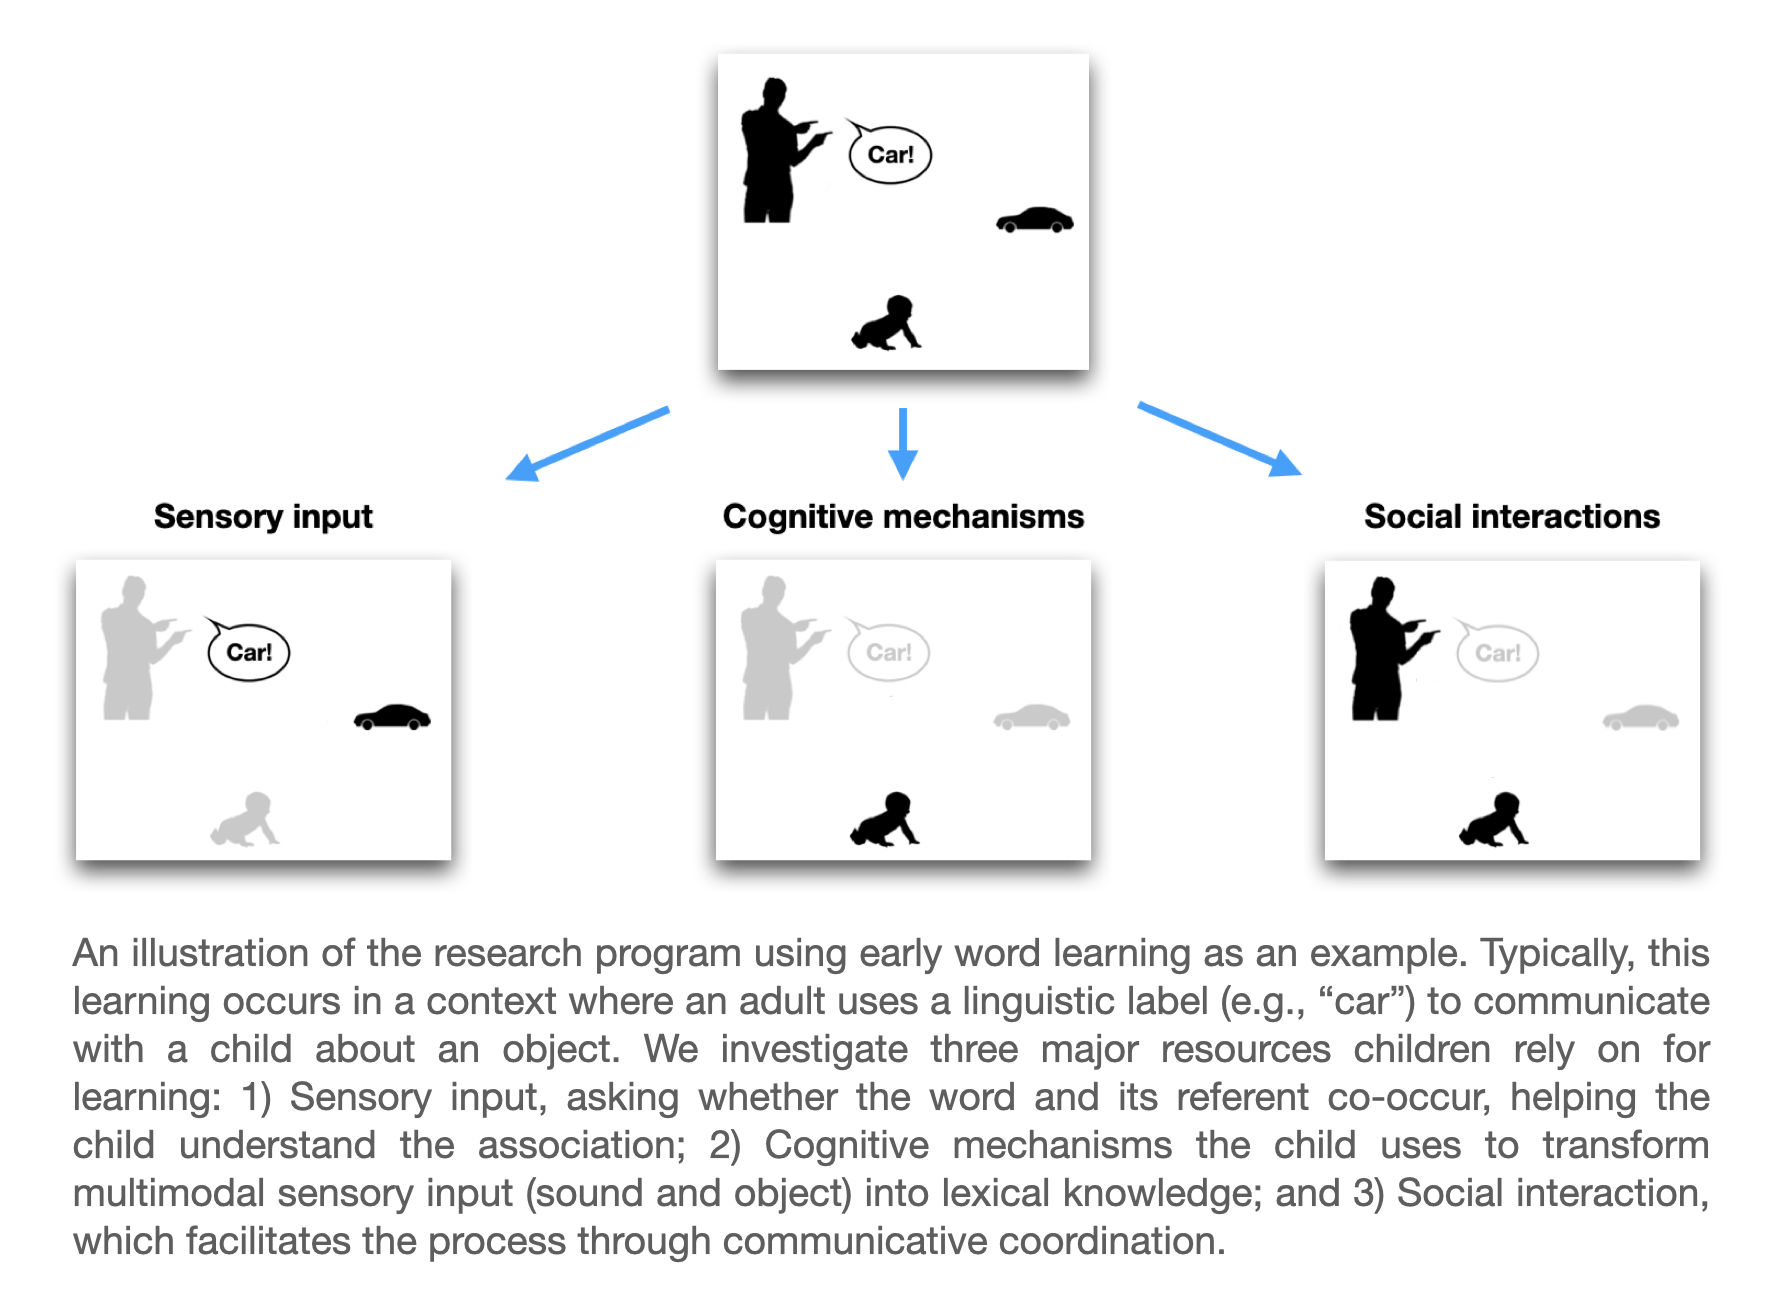 Car!
Sensory input
Cognitive mechanisms
Social interactions
Car!
Car!
Car!
An illustration of the research program using early word learning as an example. Typically, this
learning occurs in a context where an adult uses a linguistic label (e.g., “car”) to communicate
with a child about an object. We investigate three major resources children rely on for
learning: 1) Sensory input, asking whether the word and its referent co-occur, helping the
child understand the association; 2) Cognitive mechanisms the child uses to transform
multimodal sensory input (sound and object) into lexical knowledge; and 3) Social interaction,
which facilitates the process through communicative coordination.